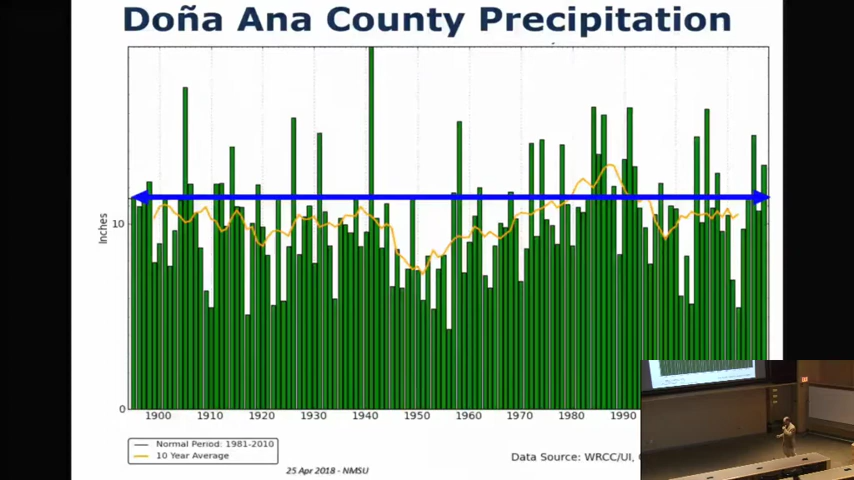 Doña Ana County Precipitation
Inches
10
0
1900 1910 1920 1930 1940 1950 1960 1970 1980 1990
Normal Period: 1981-2010
10 Year Average
25 Apr 2018 - NMSU
Data Source: WRCC/UI,